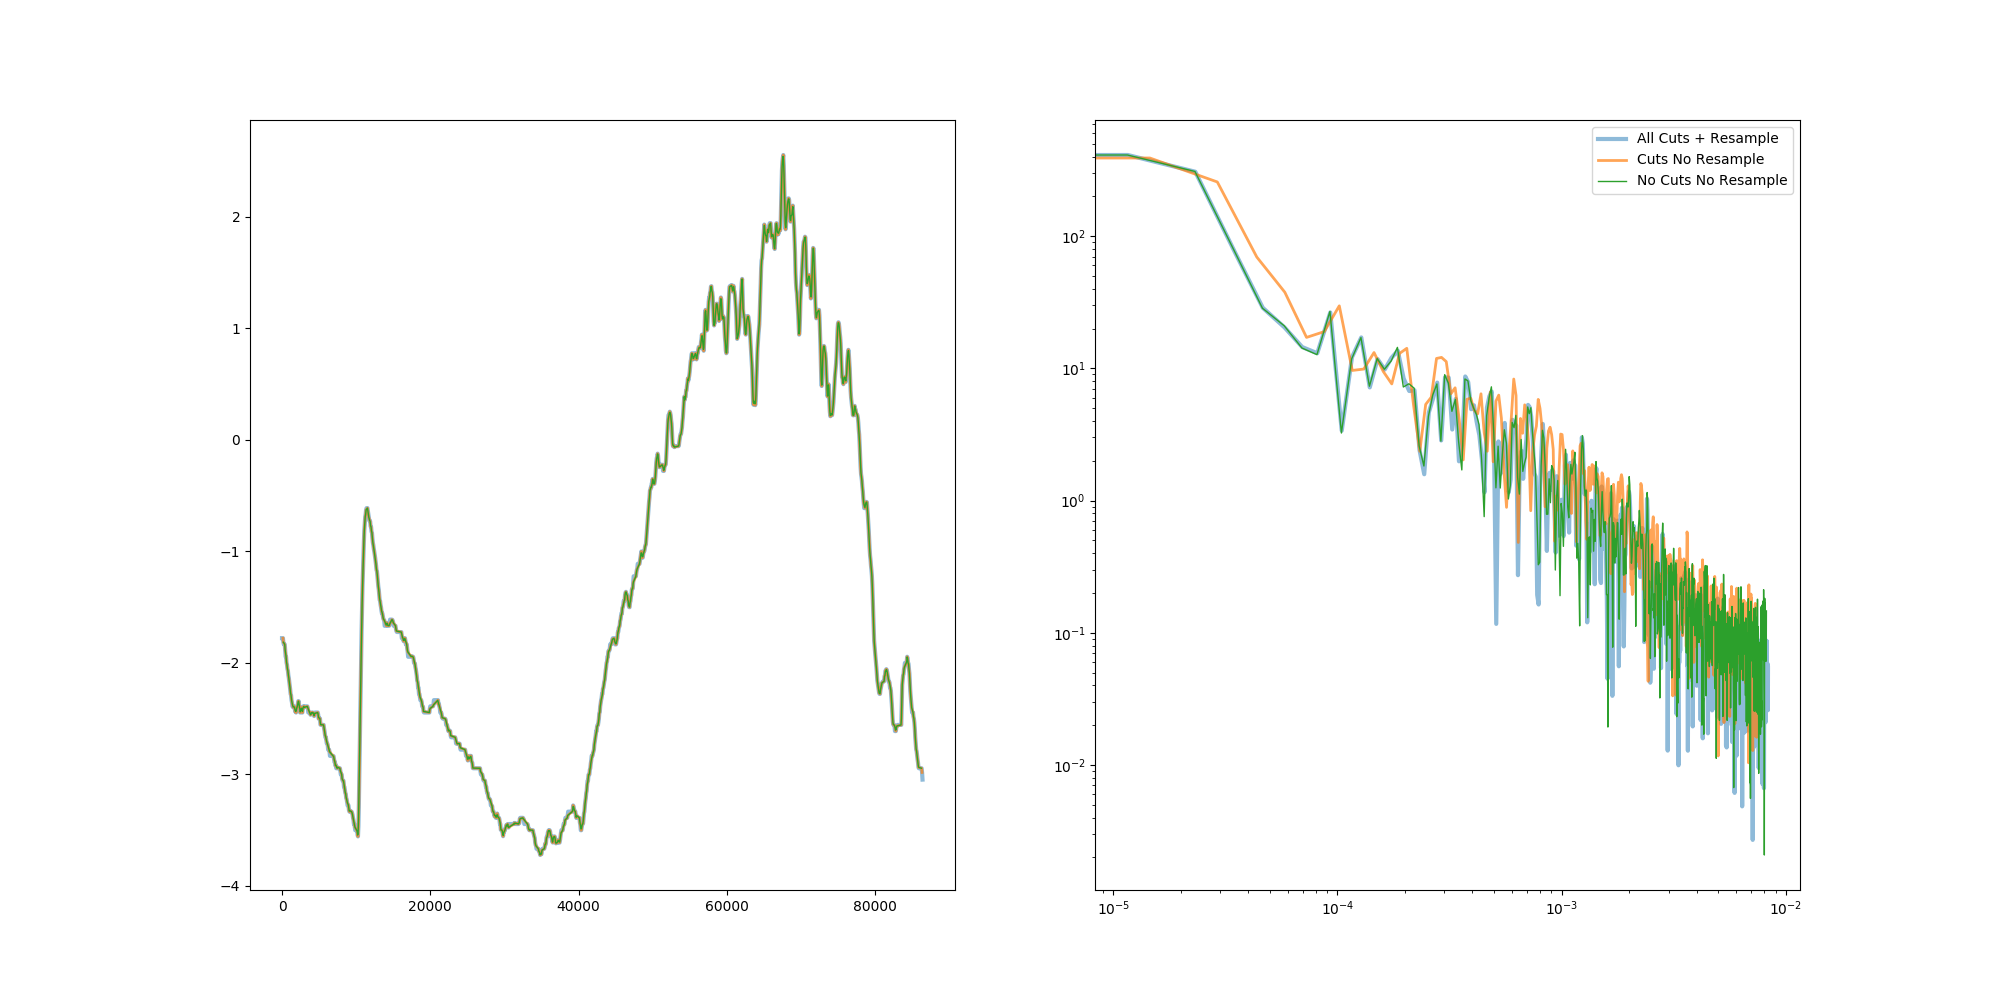 2
1
0
−1
−2
−3
−4
0 20000 40000 60000 80000
All Cuts + Resample
Cuts No Resample
No Cuts No Resample
10²
10¹
10⁰
10⁻¹
10⁻²
10⁻⁵ 10⁻⁴ 10⁻³ 10⁻²